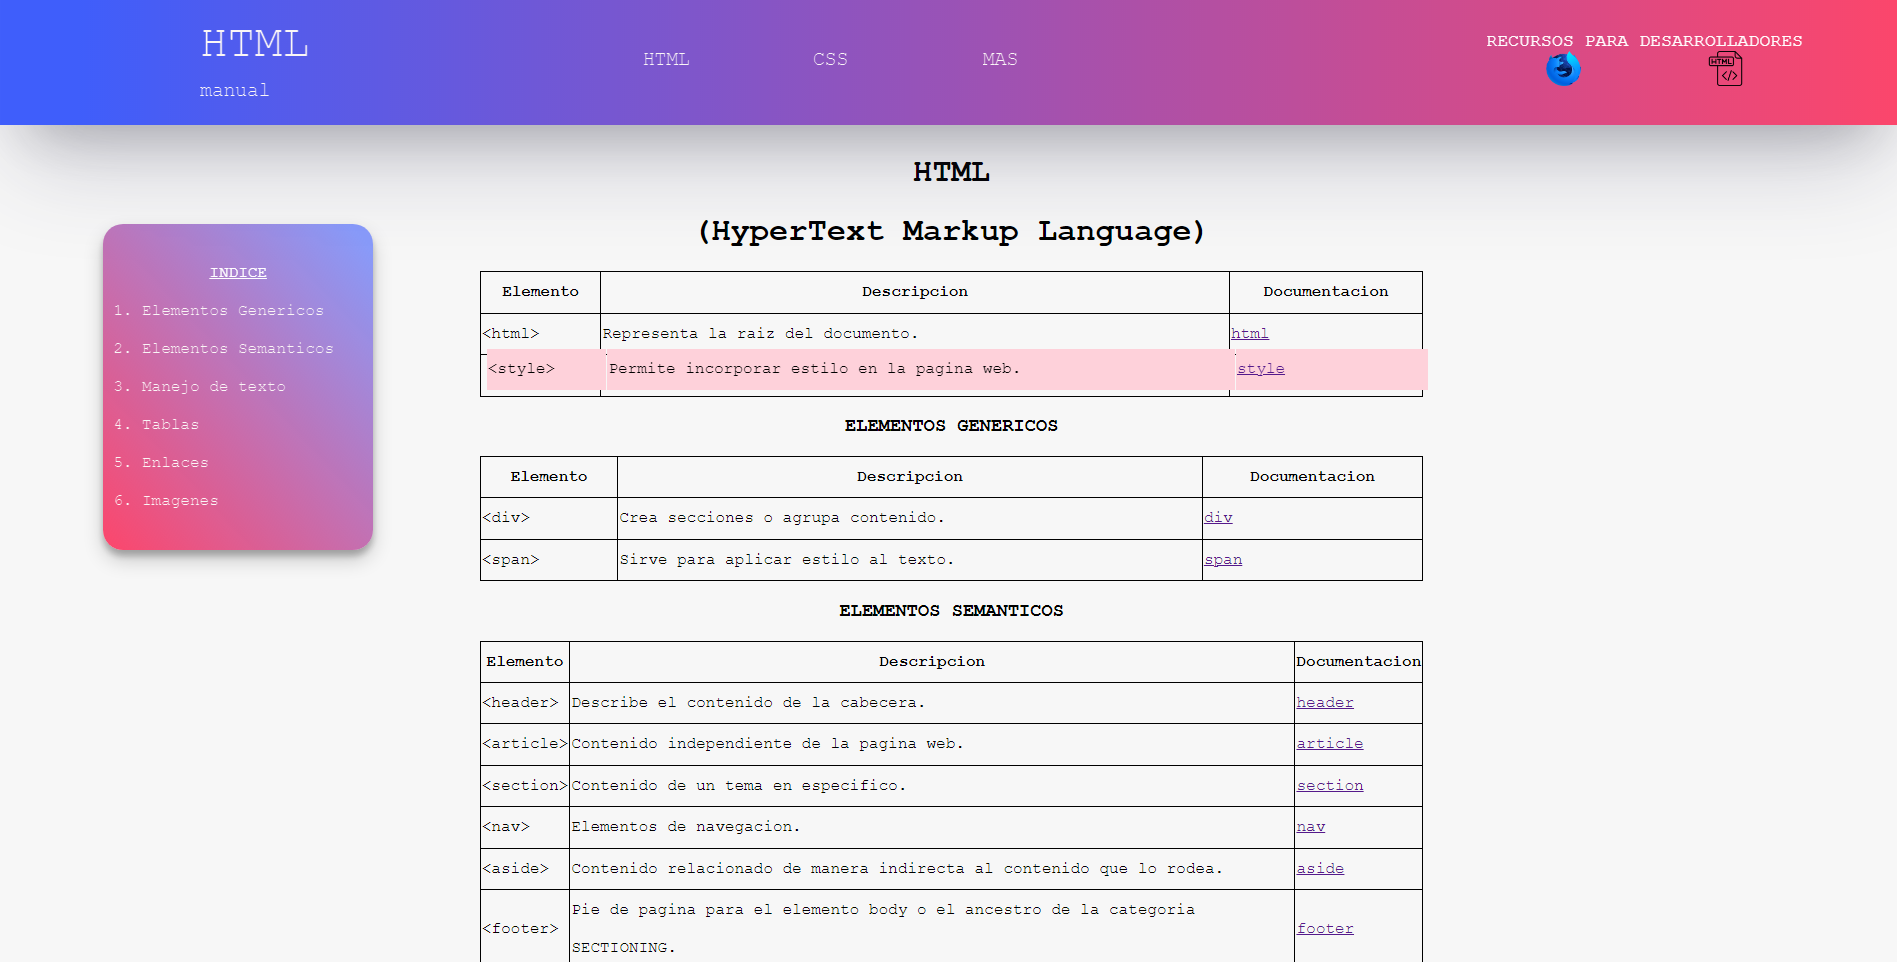 HTML
manual
HTML CSS MAS
RECURSOS PARA DESARROLLADORES
HTML
</>
HTML
(HyperText Markup Language)
INDICE
1. Elementos Genericos
2. Elementos Semanticos
3. Manejo de texto
4. Tablas
5. Enlaces
6. Imagenes
Elemento Descripcion Documentacion
<html> Representa la raiz del documento. html
<style> Permite incorporar estilo en la pagina web. style
ELEMENTOS GENERICOS
Elemento Descripcion Documentacion
<div> Crea secciones o agrupa contenido. div
<span> Sirve para aplicar estilo al texto. span
ELEMENTOS SEMANTICOS
Elemento Descripcion Documentacion
<header> Describe el contenido de la cabecera. header
<article> Contenido independiente de la pagina web. article
<section> Contenido de un tema en especifico. section
<nav> Elementos de navegacion. nav
<aside> Contenido relacionado de manera indirecta al contenido que lo rodea. aside
<footer> Pie de pagina para el elemento body o el ancestro de la categoria
SECTIONING. footer